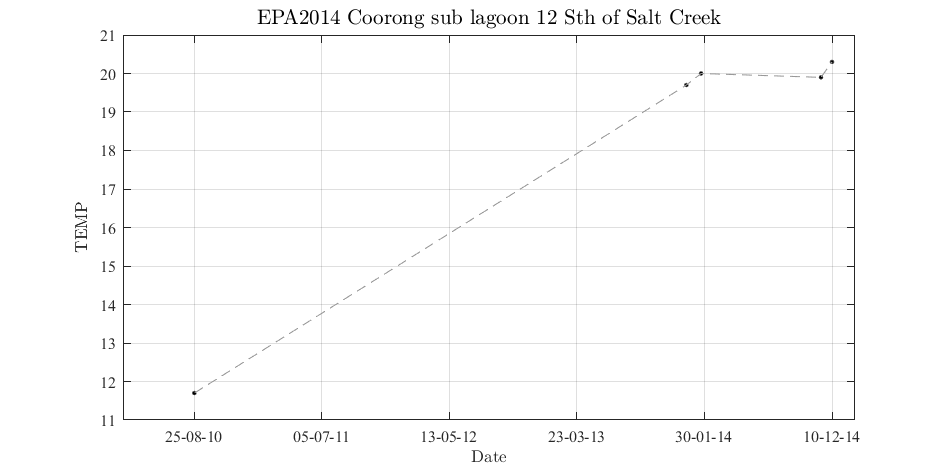 EPA2014 Coorong sub lagoon 12 Sth of Salt Creek
21
20
19
18
17
16
15
14
13
12
11
TEMP
25-08-10 05-07-11 13-05-12 23-03-13 30-01-14 10-12-14
Date